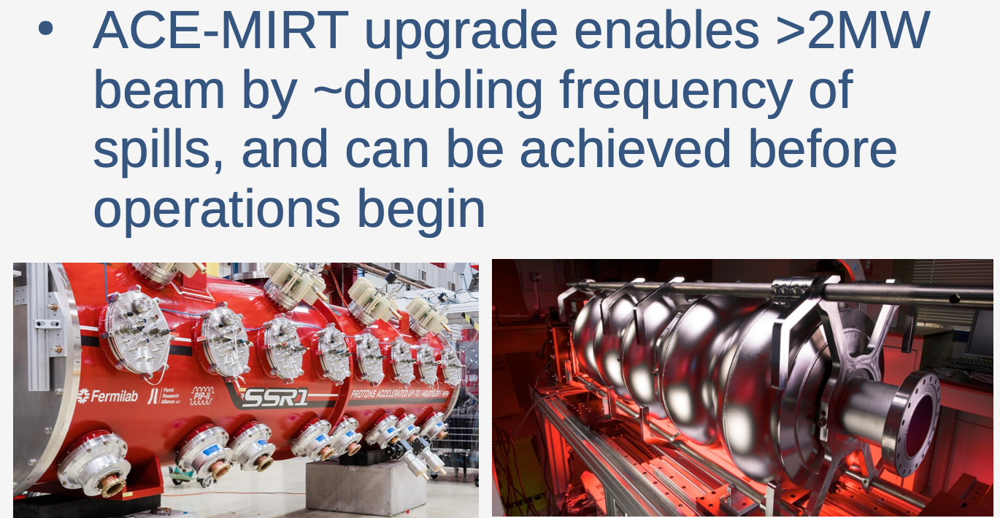 • ACE-MIRT upgrade enables >2MW
beam by ~doubling frequency of
spills, and can be achieved before
operations begin
Fermilab
Fermi
Research
Alliance LLC
PIP-II
SSR1
PROTONS ACCELERATED UP TO